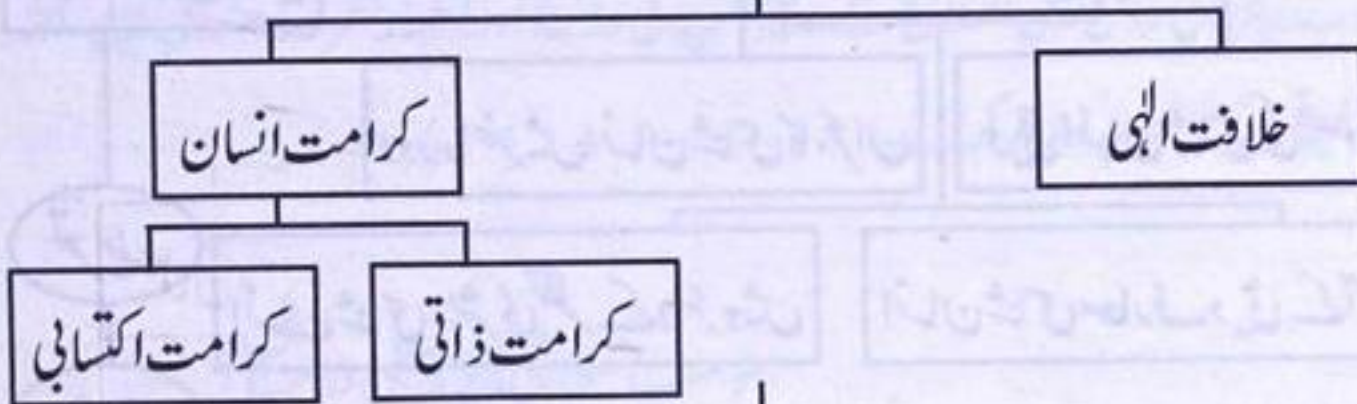 خلافت الٰہی
کرامت انسان
کرامت ذاتی
کرامت اکتسابی